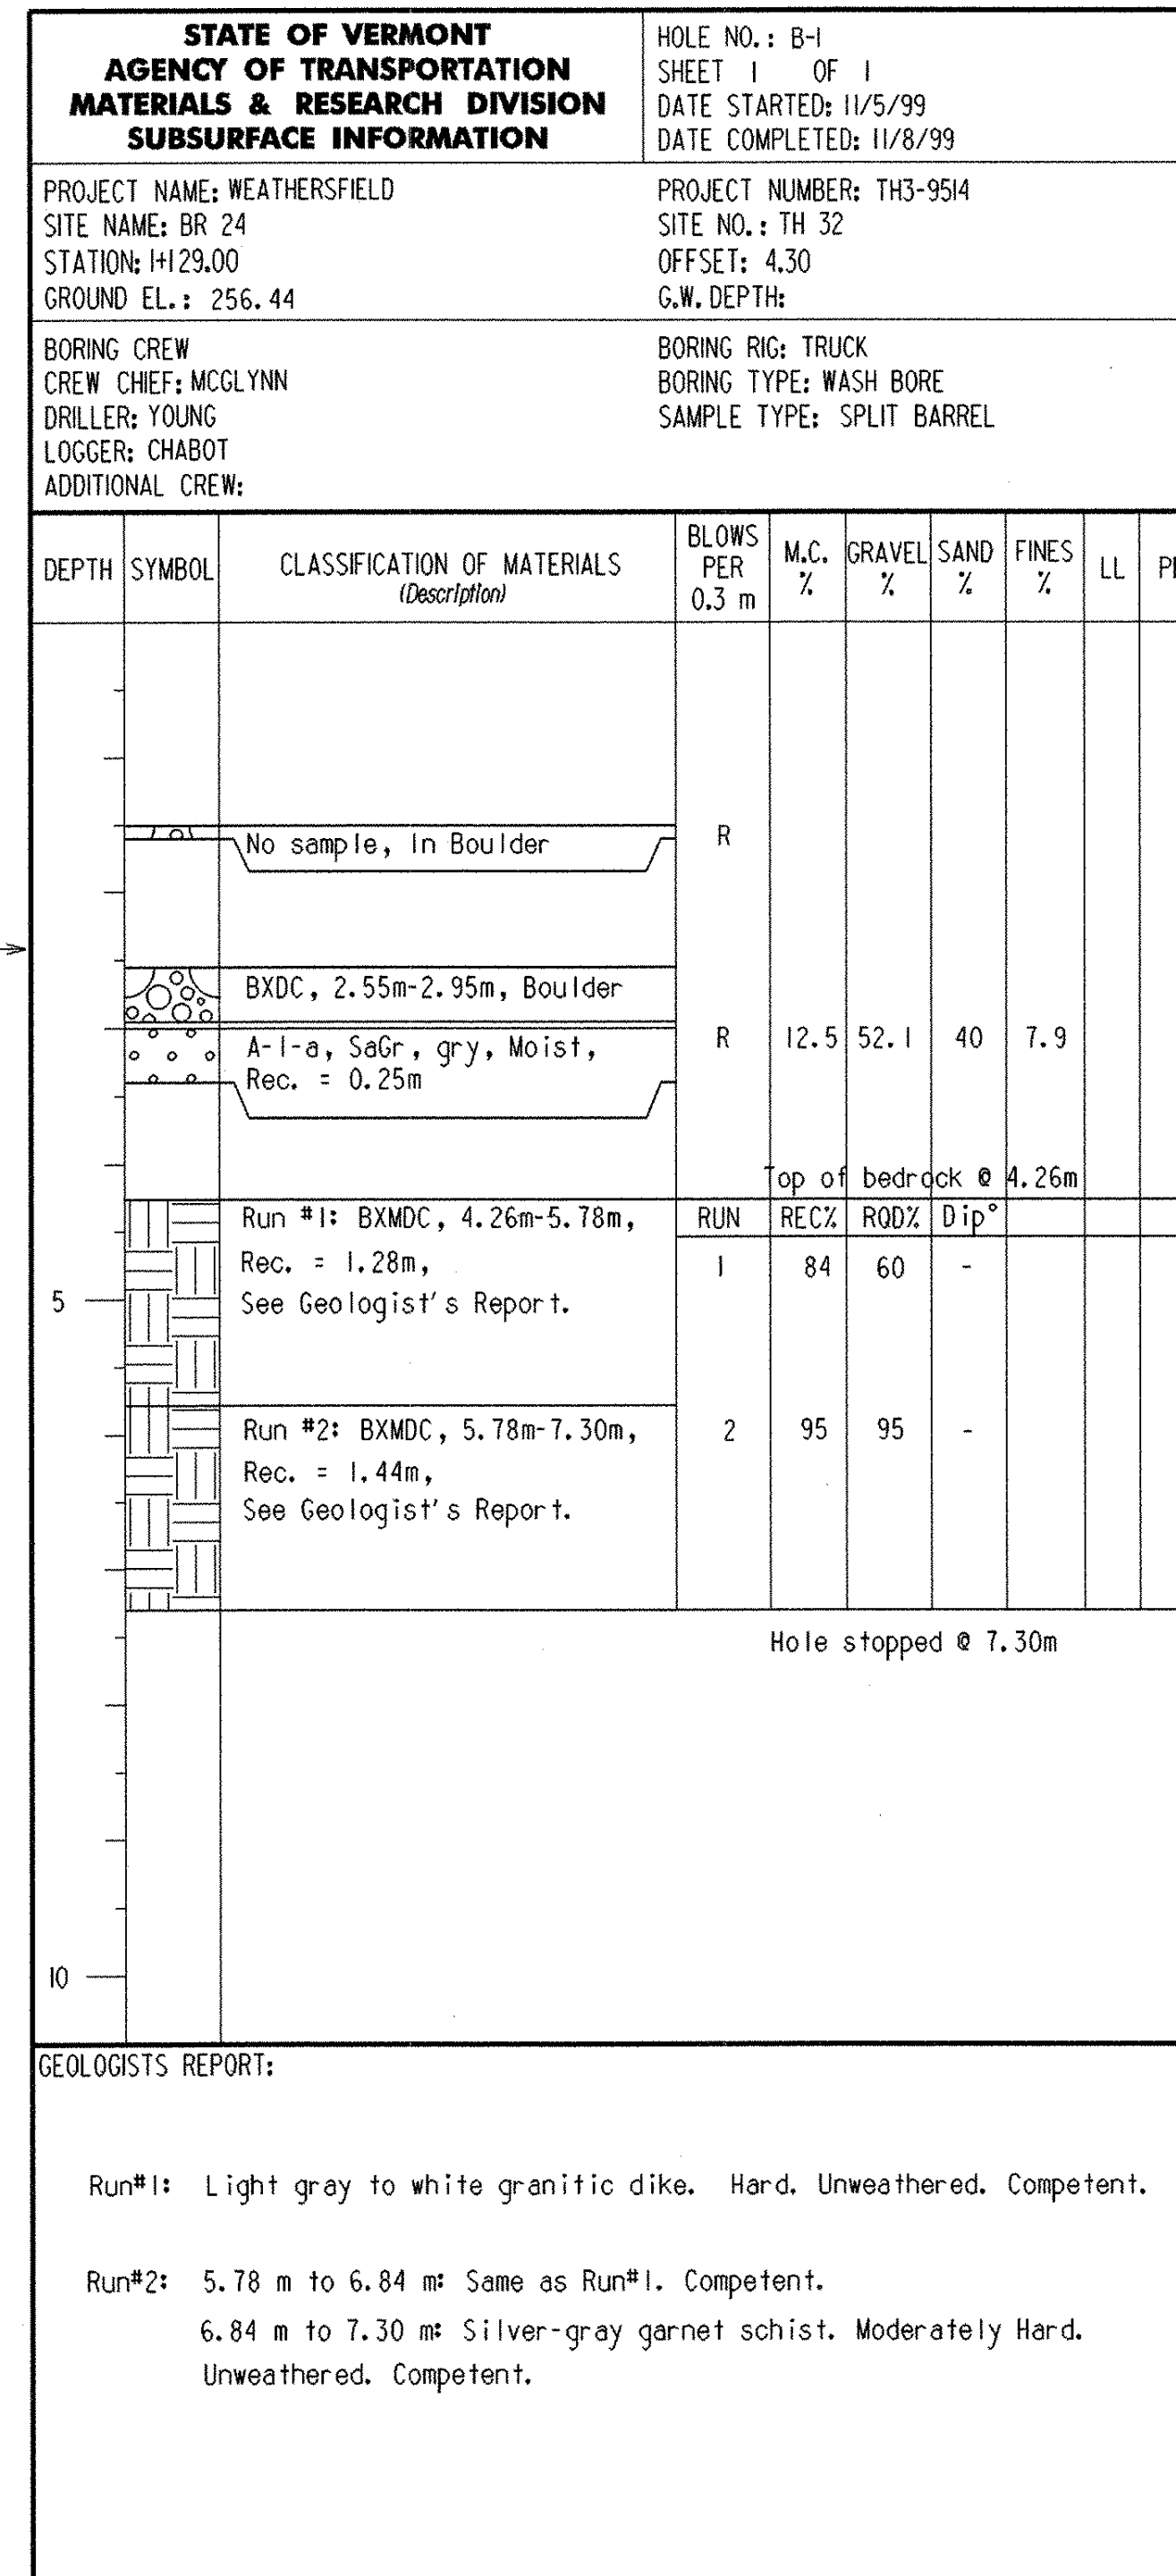 STATE OF VERMONT
AGENCY OF TRANSPORTATION
MATERIALS & RESEARCH DIVISION
SUBSURFACE INFORMATION
HOLE NO.: B-1
SHEET 1 OF 1
DATE STARTED: 11/5/99
DATE COMPLETED: 11/8/99
PROJECT NAME: WEATHERSFIELD
SITE NAME: BR 24
STATION: 1+129.00
GROUND EL.: 256.44
PROJECT NUMBER: TH3-9514
SITE NO.: TH 32
OFFSET: 4.30
G.W. DEPTH:
BORING CREW
CREW CHIEF: MCGLYNN
DRILLER: YOUNG
LOGGER: CHABOT
ADDITIONAL CREW:
BORING RIG: TRUCK
BORING TYPE: WASH BORE
SAMPLE TYPE: SPLIT BARREL
DEPTH SYMBOL CLASSIFICATION OF MATERIALS (Description) BLOWS PER 0.3 m M.C. % GRAVEL % SAND % FINES % LL
No sample, In Boulder R
BXDC, 2.55m-2.95m, Boulder
A-1-a, SaGr, gry, Moist, R 12.5 52.1 40 7.9
Rec. = 0.25m
Top of bedrock @ 4.26m
Run #1: BXMDC, 4.26m-5.78m, RUN REC% RQD% Dip°
Rec. = 1.28m, 1 84 60 -
5 See Geologist's Report.
Run #2: BXMDC, 5.78m-7.30m, 2 95 95 -
Rec. = 1.44m,
See Geologist's Report.
Hole stopped @ 7.30m
10
GEOLOGISTS REPORT:
Run#1: Light gray to white granitic dike. Hard. Unweathered. Competent.
Run#2: 5.78 m to 6.84 m: Same as Run#1. Competent.
6.84 m to 7.30 m: Silver-gray garnet schist. Moderately Hard.
Unweathered. Competent.